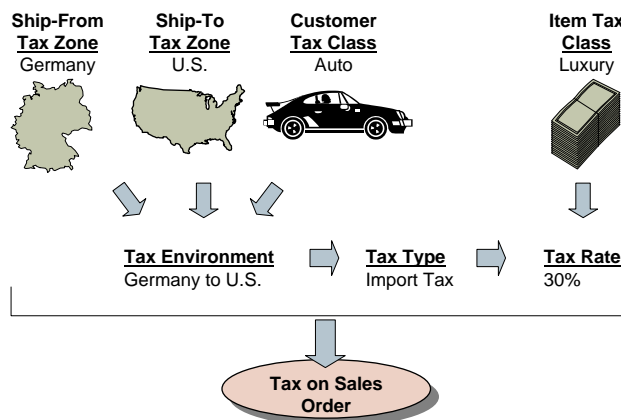 Ship-From
Tax Zone
Germany
Ship-To
Tax Zone
U.S.
Customer
Tax Class
Auto
Item Tax
Class
Luxury
Tax Environment
Germany to U.S.
Tax Type
Import Tax
Tax Rate
30%
Tax on Sales
Order